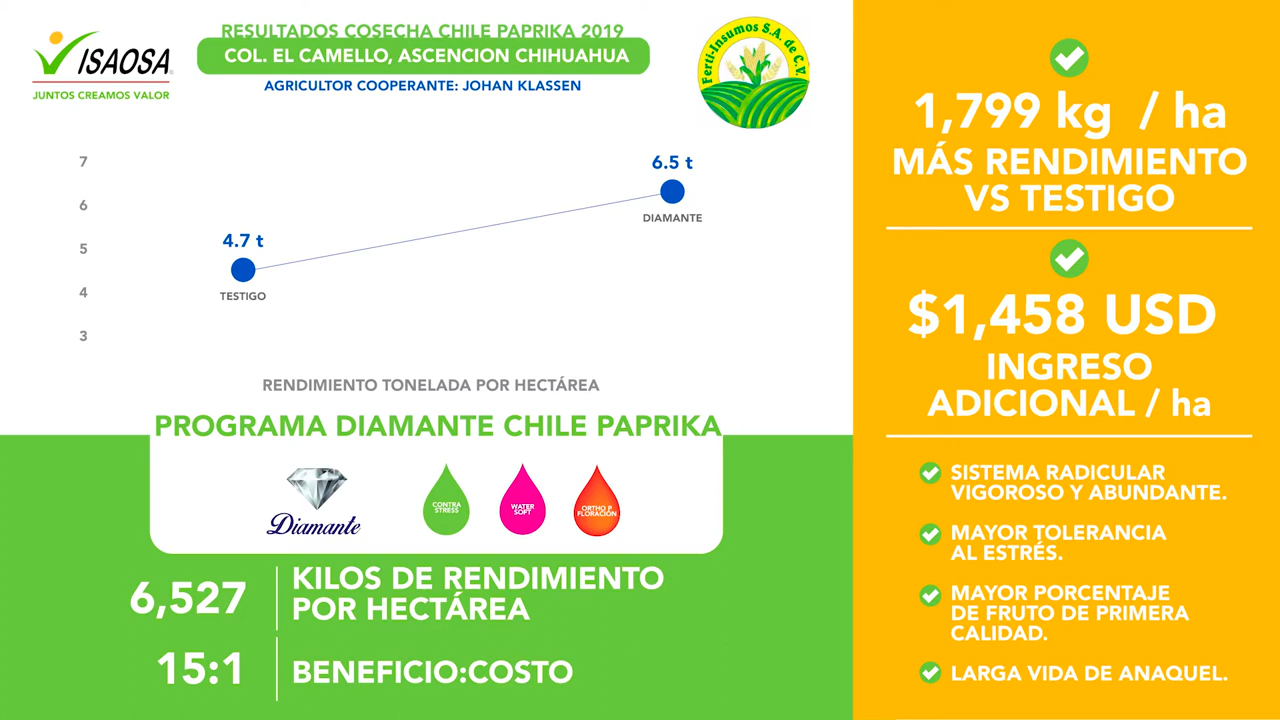 ISAOSA
JUNTOS CREAMOS VALOR
RESULTADOS COSECHA CHILE PAPRIKA 2019
COL. EL CAMELLO, ASCENCION CHIHUAHUA
AGRICULTOR COOPERANTE: JOHAN KLASSEN
Ferti-Insumos S.A. de C.V.
7
6
5
4
3
4.7 t
TESTIGO
6.5 t
DIAMANTE
RENDIMIENTO TONELADA POR HECTÁREA
PROGRAMA DIAMANTE CHILE PAPRIKA
Diamante
CONTRA
STRESS
WATER
SOFT
ORTHO P
FLORACIÓN
6,527
KILOS DE RENDIMIENTO
POR HECTÁREA
15:1
BENEFICIO:COSTO
1,799 kg / ha
MÁS RENDIMIENTO
VS TESTIGO
$1,458 USD
INGRESO
ADICIONAL / ha
SISTEMA RADICULAR
VIGOROSO Y ABUNDANTE.
MAYOR TOLERANCIA
AL ESTRÉS.
MAYOR PORCENTAJE
DE FRUTO DE PRIMERA
CALIDAD.
LARGA VIDA DE ANAQUEL.